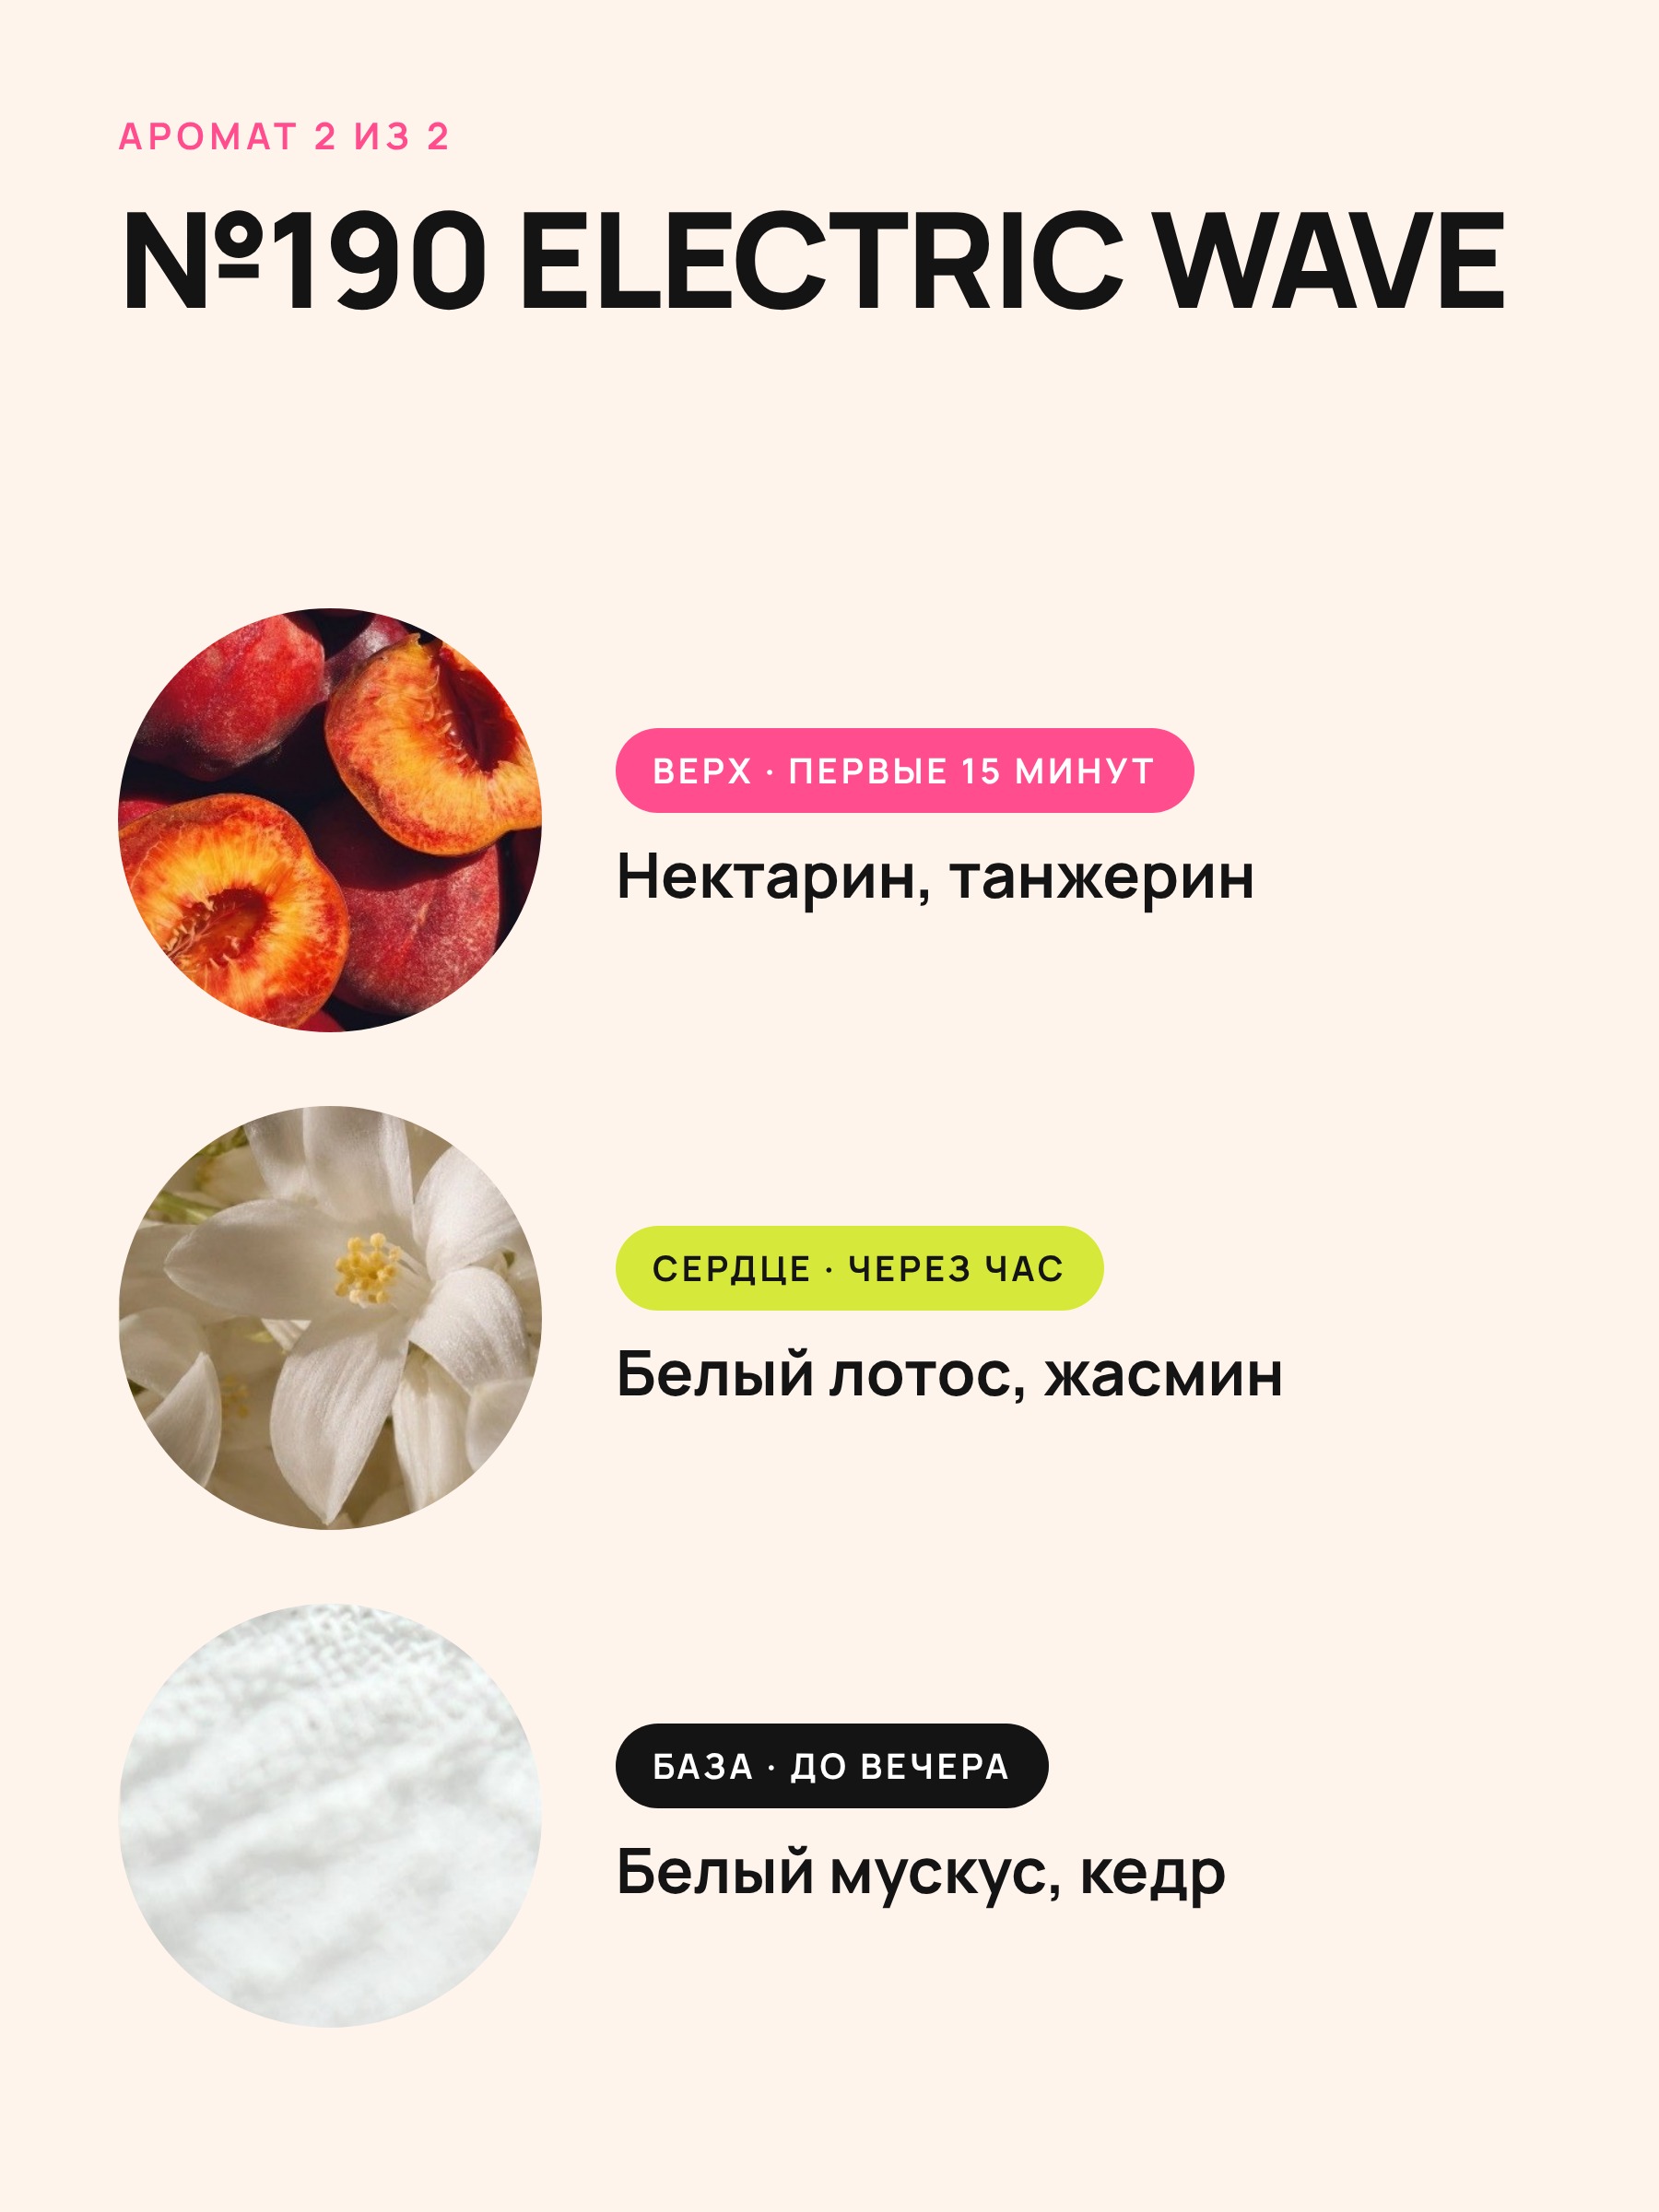 АРОМАТ 2 ИЗ 2
№190 ELECTRIC WAVE
ВЕРХ · ПЕРВЫЕ 15 МИНУТ
Нектарин, танжерин
СЕРДЦЕ · ЧЕРЕЗ ЧАС
Белый лотос, жасмин
БАЗА · ДО ВЕЧЕРА
Белый мускус, кедр